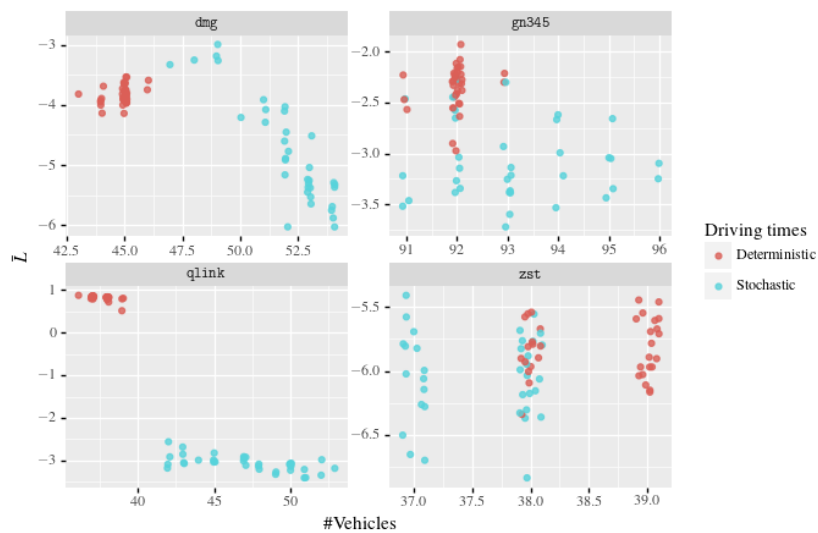 dmg
gn345
−3
−4
−5
−6
42.5 45.0 47.5 50.0 52.5
−2.0
−2.5
−3.0
−3.5
91 92 93 94 95 96
L̄
qlink
zst
1
0
−1
−2
−3
40 45 50
−5.5
−6.0
−6.5
37.0 37.5 38.0 38.5 39.0
#Vehicles
Driving times
Deterministic
Stochastic